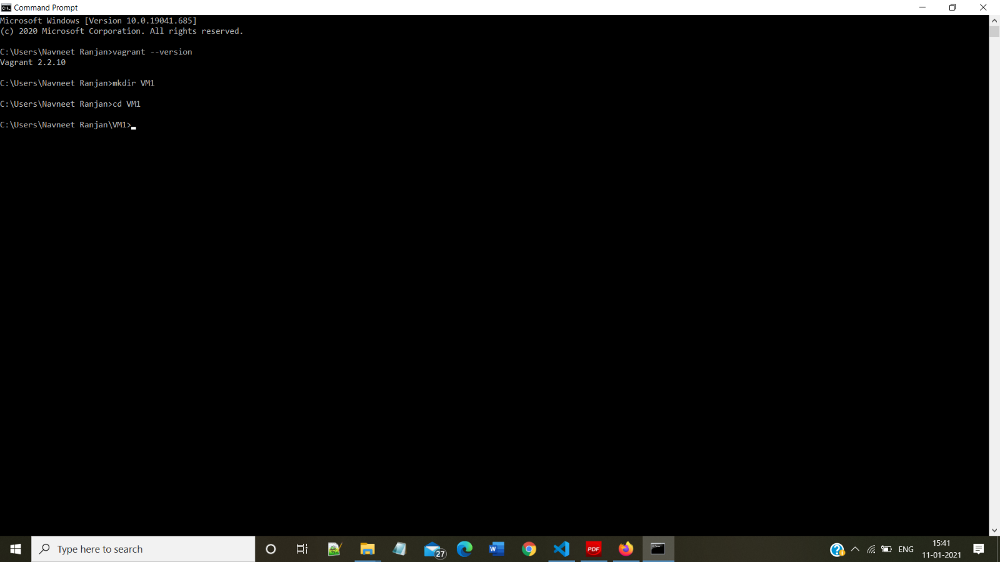 Command Prompt
Microsoft Windows [Version 10.0.19041.685]
(c) 2020 Microsoft Corporation. All rights reserved.
C:\Users\Navneet Ranjan>vagrant --version
Vagrant 2.2.10
C:\Users\Navneet Ranjan>mkdir VM1
C:\Users\Navneet Ranjan>cd VM1
C:\Users\Navneet Ranjan\VM1>
Type here to search
27
W
PDF
ENG
15:41
11-01-2021